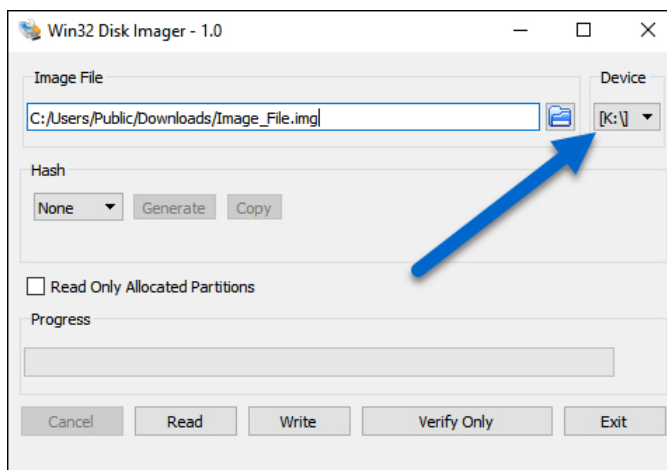 Win32 Disk Imager - 1.0
Image File
Device
C:/Users/Public/Downloads/Image_File.img
[K:\]
Hash
None
Generate
Copy
Read Only Allocated Partitions
Progress
Cancel
Read
Write
Verify Only
Exit